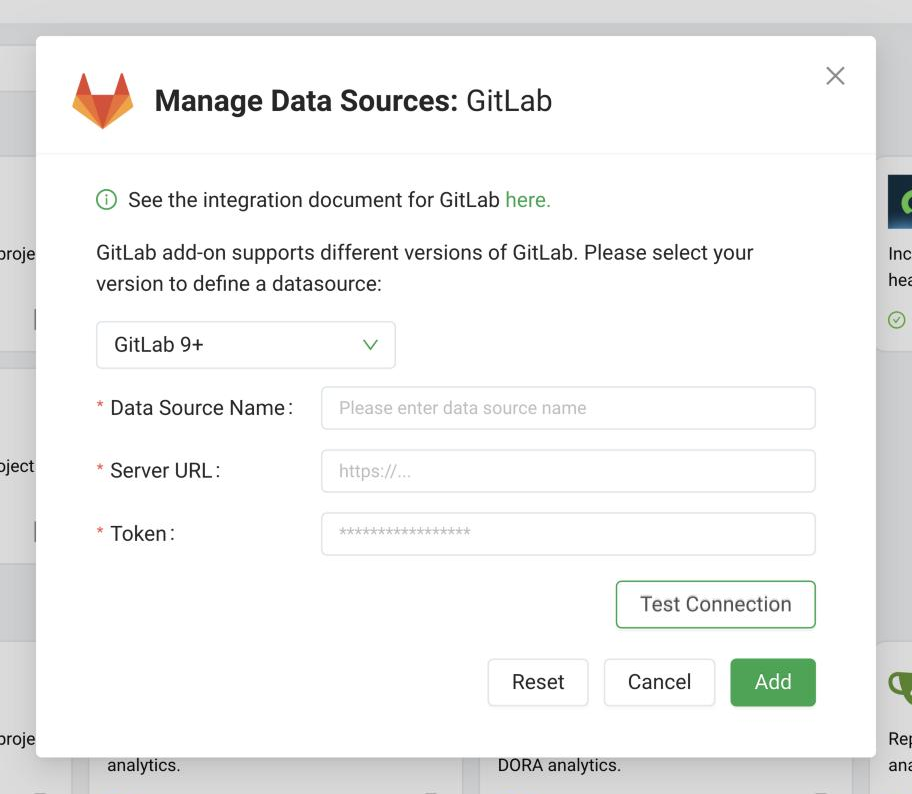 Manage Data Sources: GitLab
See the integration document for GitLab here.
GitLab add-on supports different versions of GitLab. Please select your
version to define a datasource:
GitLab 9+
* Data Source Name:
Please enter data source name
* Server URL:
https://...
* Token:
*****************
Test Connection
Reset
Cancel
Add
analytics.
DORA analytics.